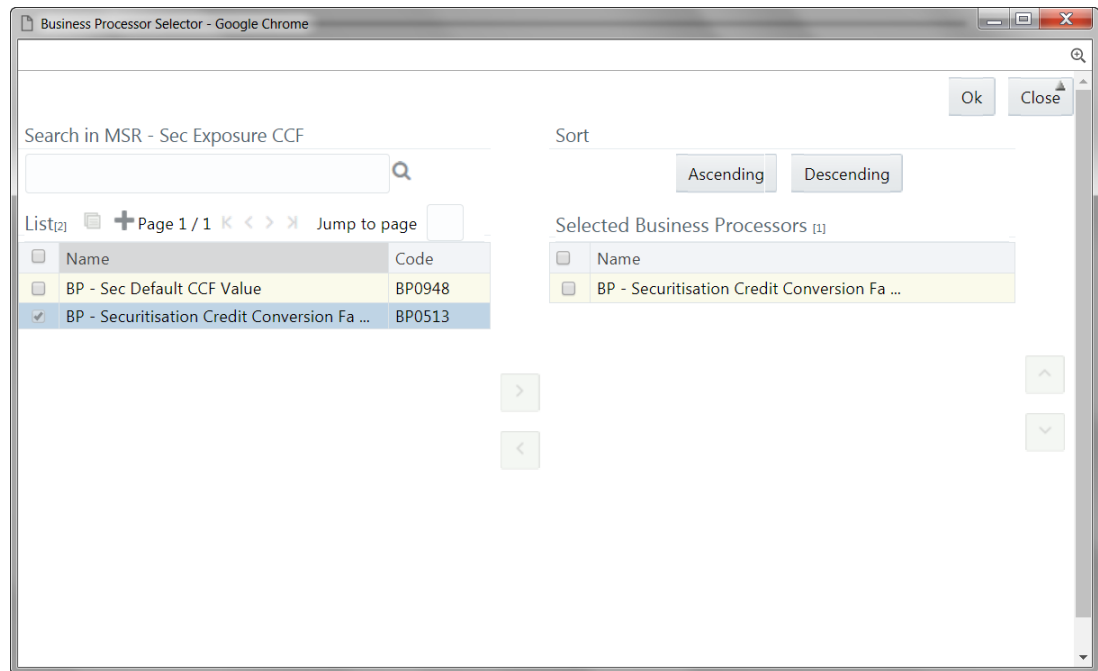 Business Processor Selector - Google Chrome
Ok Close
Search in MSR - Sec Exposure CCF Sort
Ascending Descending
List[2] Page 1 / 1 Jump to page Selected Business Processors [1]
Name Code Name
BP - Sec Default CCF Value BP0948 BP - Securitisation Credit Conversion Fa ...
BP - Securitisation Credit Conversion Fa ... BP0513